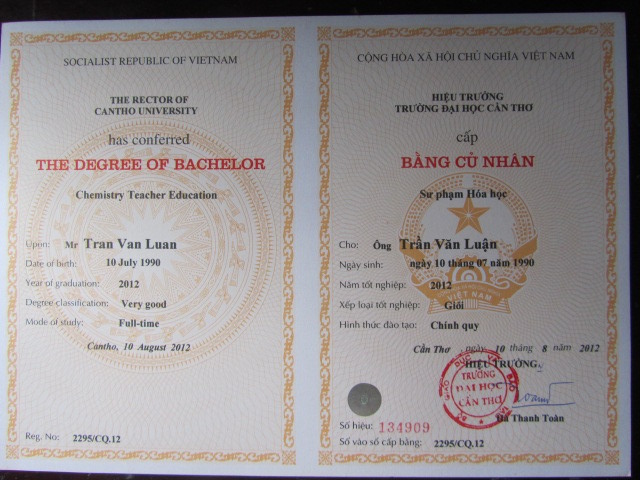 SOCIALIST REPUBLIC OF VIETNAM
THE RECTOR OF
CANTHO UNIVERSITY
has conferred
THE DEGREE OF BACHELOR
Chemistry Teacher Education
Upon: Mr Tran Van Luan
Date of birth: 10 July 1990
Year of graduation: 2012
Degree classification: Very good
Mode of study: Full-time
Cantho, 10 August 2012
Reg. No: 2295/CQ.12
CỘNG HÒA XÃ HỘI CHỦ NGHĨA VIỆT NAM
HIỆU TRƯỞNG
TRƯỜNG ĐẠI HỌC CẦN THƠ
cấp
BẰNG CỬ NHÂN
Sư phạm Hóa học
Cho: Ông Trần Văn Luận
Ngày sinh: ngày 10 tháng 07 năm 1990
Năm tốt nghiệp: 2012
VIỆT NAM
Xếp loại tốt nghiệp: Giỏi
Hình thức đào tạo: Chính quy
Cần Thơ, ngày 10 tháng 8 năm 2012
HIỆU TRƯỞNG
TRƯỜNG
ĐẠI HỌC
CẦN THƠ
Hà Thanh Toàn
Số hiệu: 134909
Số vào sổ cấp bằng: 2295/CQ.12